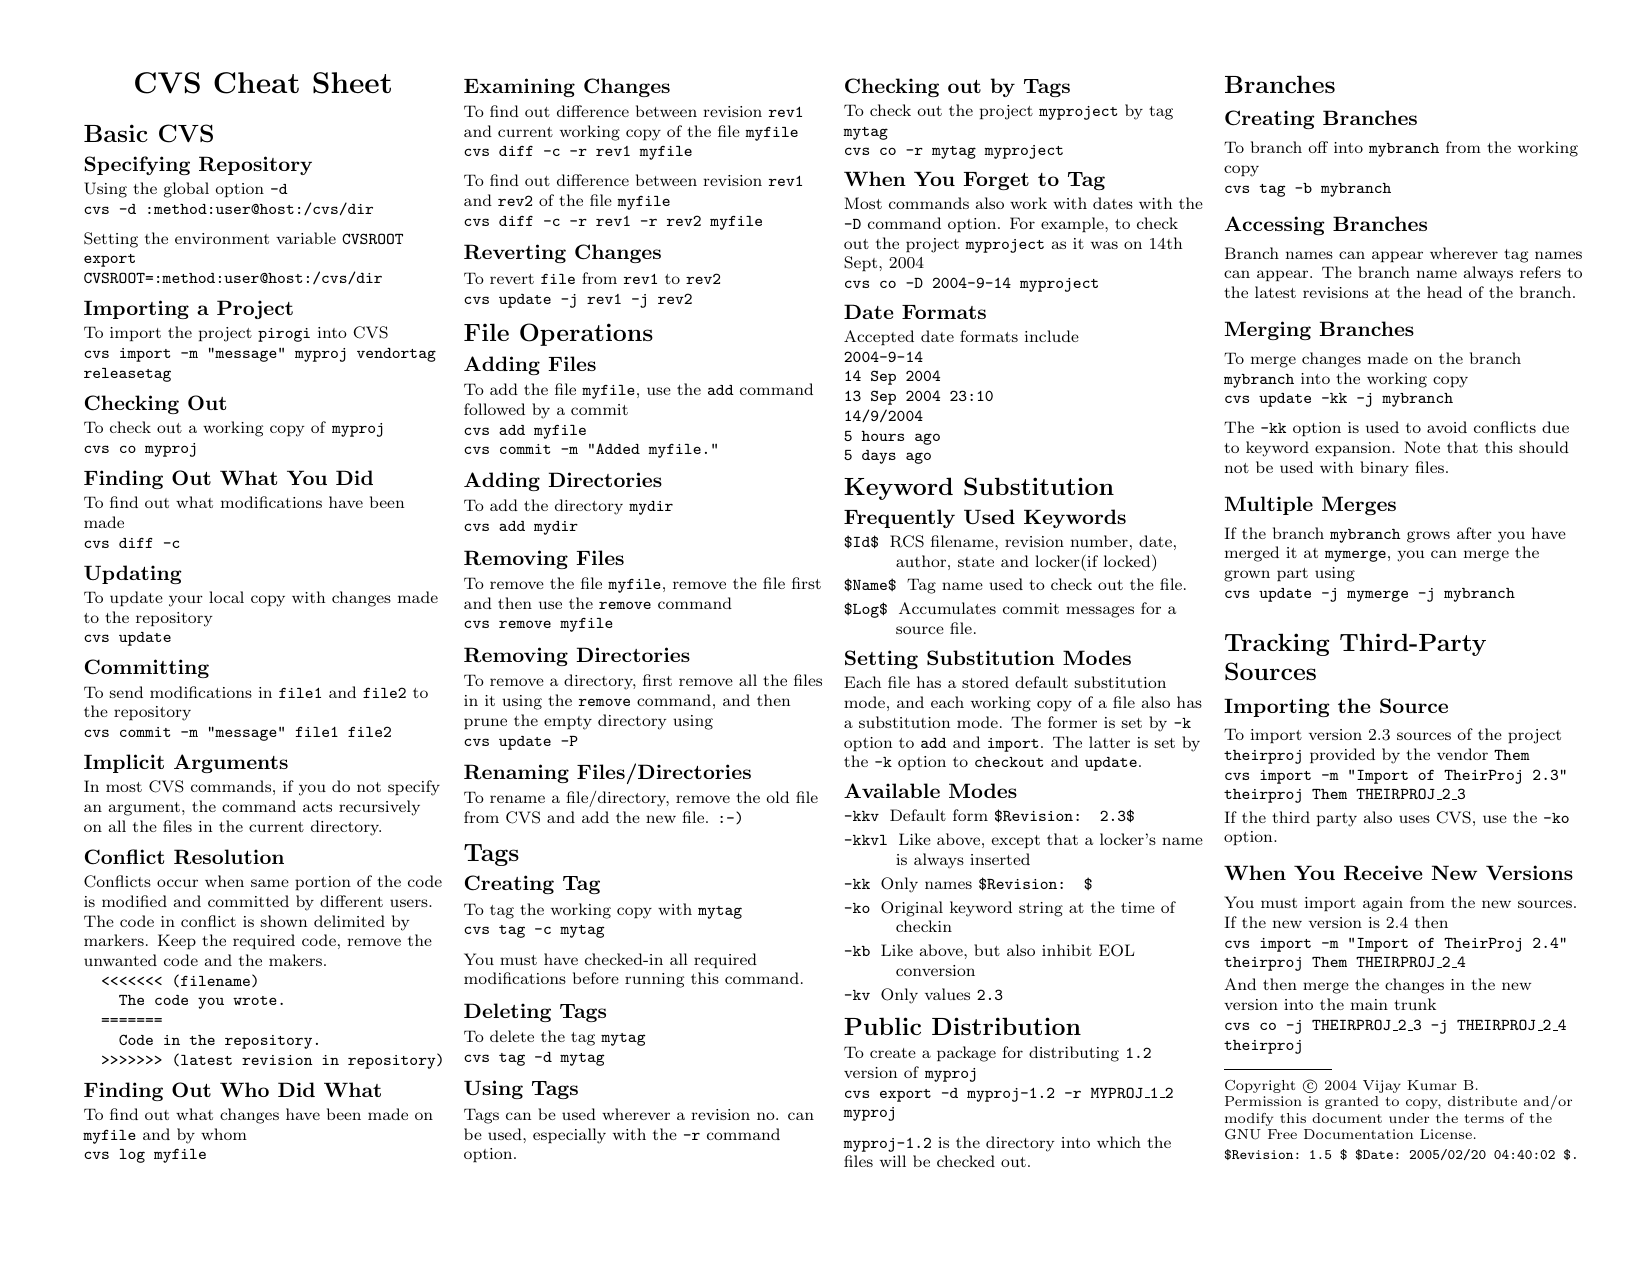 CVS Cheat Sheet
Basic CVS
Specifying Repository
Using the global option -d
cvs -d :method:user@host:/cvs/dir
Setting the environment variable CVSROOT
export
CVSROOT=:method:user@host:/cvs/dir
Importing a Project
To import the project pirogi into CVS
cvs import -m "message" myproj vendortag
releasetag
Checking Out
To check out a working copy of myproj
cvs co myproj
Finding Out What You Did
To find out what modifications have been
made
cvs diff -c
Updating
To update your local copy with changes made
to the repository
cvs update
Committing
To send modifications in file1 and file2 to
the repository
cvs commit -m "message" file1 file2
Implicit Arguments
In most CVS commands, if you do not specify
an argument, the command acts recursively
on all the files in the current directory.
Conflict Resolution
Conflicts occur when same portion of the code
is modified and committed by different users.
The code in conflict is shown delimited by
markers. Keep the required code, remove the
unwanted code and the makers.
<<<<<<< (filename)
The code you wrote.
=======
Code in the repository.
>>>>>>> (latest revision in repository)
Finding Out Who Did What
To find out what changes have been made on
myfile and by whom
cvs log myfile
Examining Changes
To find out difference between revision rev1
and current working copy of the file myfile
cvs diff -c -r rev1 myfile
To find out difference between revision rev1
and rev2 of the file myfile
cvs diff -c -r rev1 -r rev2 myfile
Reverting Changes
To revert file from rev1 to rev2
cvs update -j rev1 -j rev2
File Operations
Adding Files
To add the file myfile, use the add command
followed by a commit
cvs add myfile
cvs commit -m "Added myfile."
Adding Directories
To add the directory mydir
cvs add mydir
Removing Files
To remove the file myfile, remove the file first
and then use the remove command
cvs remove myfile
Removing Directories
To remove a directory, first remove all the files
in it using the remove command, and then
prune the empty directory using
cvs update -P
Renaming Files/Directories
To rename a file/directory, remove the old file
from CVS and add the new file. :-)
Tags
Creating Tag
To tag the working copy with mytag
cvs tag -c mytag
You must have checked-in all required
modifications before running this command.
Deleting Tags
To delete the tag mytag
cvs tag -d mytag
Using Tags
Tags can be used wherever a revision no. can
be used, especially with the -r command
option.
Checking out by Tags
To check out the project myproject by tag
mytag
cvs co -r mytag myproject
When You Forget to Tag
Most commands also work with dates with the
-D command option. For example, to check
out the project myproject as it was on 14th
Sept, 2004
cvs co -D 2004-9-14 myproject
Date Formats
Accepted date formats include
2004-9-14
14 Sep 2004
13 Sep 2004 23:10
14/9/2004
5 hours ago
5 days ago
Keyword Substitution
Frequently Used Keywords
$Id$ RCS filename, revision number, date,
author, state and locker(if locked)
$Name$ Tag name used to check out the file.
$Log$ Accumulates commit messages for a
source file.
Setting Substitution Modes
Each file has a stored default substitution
mode, and each working copy of a file also has
a substitution mode. The former is set by -k
option to add and import. The latter is set by
the -k option to checkout and update.
Available Modes
-kkv Default form $Revision: 2.3$
-kkvl Like above, except that a locker's name
is always inserted
-kk Only names $Revision: $
-ko Original keyword string at the time of
checkin
-kb Like above, but also inhibit EOL
conversion
-kv Only values 2.3
Public Distribution
To create a package for distributing 1.2
version of myproj
cvs export -d myproj-1.2 -r MYPROJ_1_2
myproj
myproj-1.2 is the directory into which the
files will be checked out.
Branches
Creating Branches
To branch off into mybranch from the working
copy
cvs tag -b mybranch
Accessing Branches
Branch names can appear wherever tag names
can appear. The branch name always refers to
the latest revisions at the head of the branch.
Merging Branches
To merge changes made on the branch
mybranch into the working copy
cvs update -kk -j mybranch
The -kk option is used to avoid conflicts due
to keyword expansion. Note that this should
not be used with binary files.
Multiple Merges
If the branch mybranch grows after you have
merged it at mymerge, you can merge the
grown part using
cvs update -j mymerge -j mybranch
Tracking Third-Party
Sources
Importing the Source
To import version 2.3 sources of the project
theirproj provided by the vendor Them
cvs import -m "Import of TheirProj 2.3"
theirproj Them THEIRPROJ_2_3
If the third party also uses CVS, use the -ko
option.
When You Receive New Versions
You must import again from the new sources.
If the new version is 2.4 then
cvs import -m "Import of TheirProj 2.4"
theirproj Them THEIRPROJ_2_4
And then merge the changes in the new
version into the main trunk
cvs co -j THEIRPROJ_2_3 -j THEIRPROJ_2_4
theirproj
Copyright © 2004 Vijay Kumar B.
Permission is granted to copy, distribute and/or
modify this document under the terms of the
GNU Free Documentation License.
$Revision: 1.5 $ $Date: 2005/02/20 04:40:02 $.